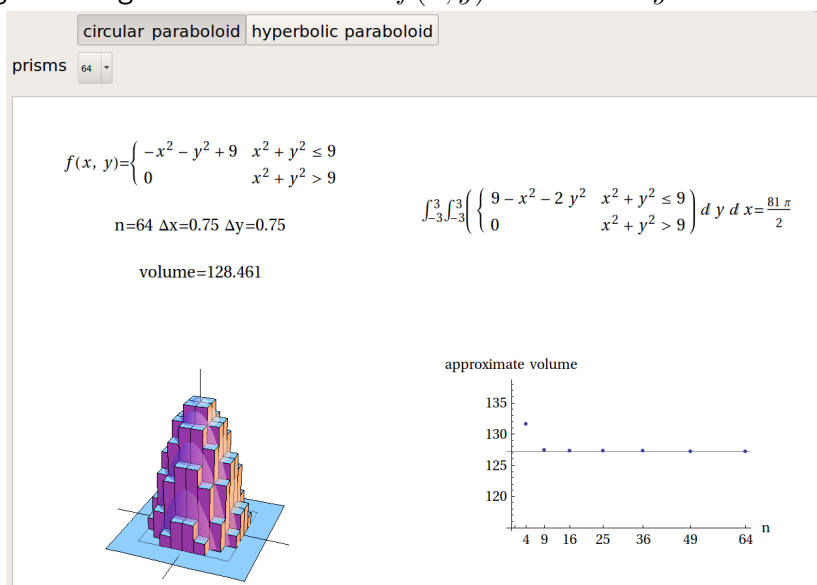 circular paraboloid hyperbolic paraboloid
prisms 64
f(x, y)={ -x² - y² + 9   x² + y² ≤ 9
0   x² + y² > 9
n=64 Δx=0.75 Δy=0.75
volume=128.461
∫₋₃³∫₋₃³( { 9 - x² - 2 y²   x² + y² ≤ 9
0   x² + y² > 9 ) ⅆ y ⅆ x= 81 π / 2
approximate volume
135
130
125
120
4 9 16 25 36 49 64 n